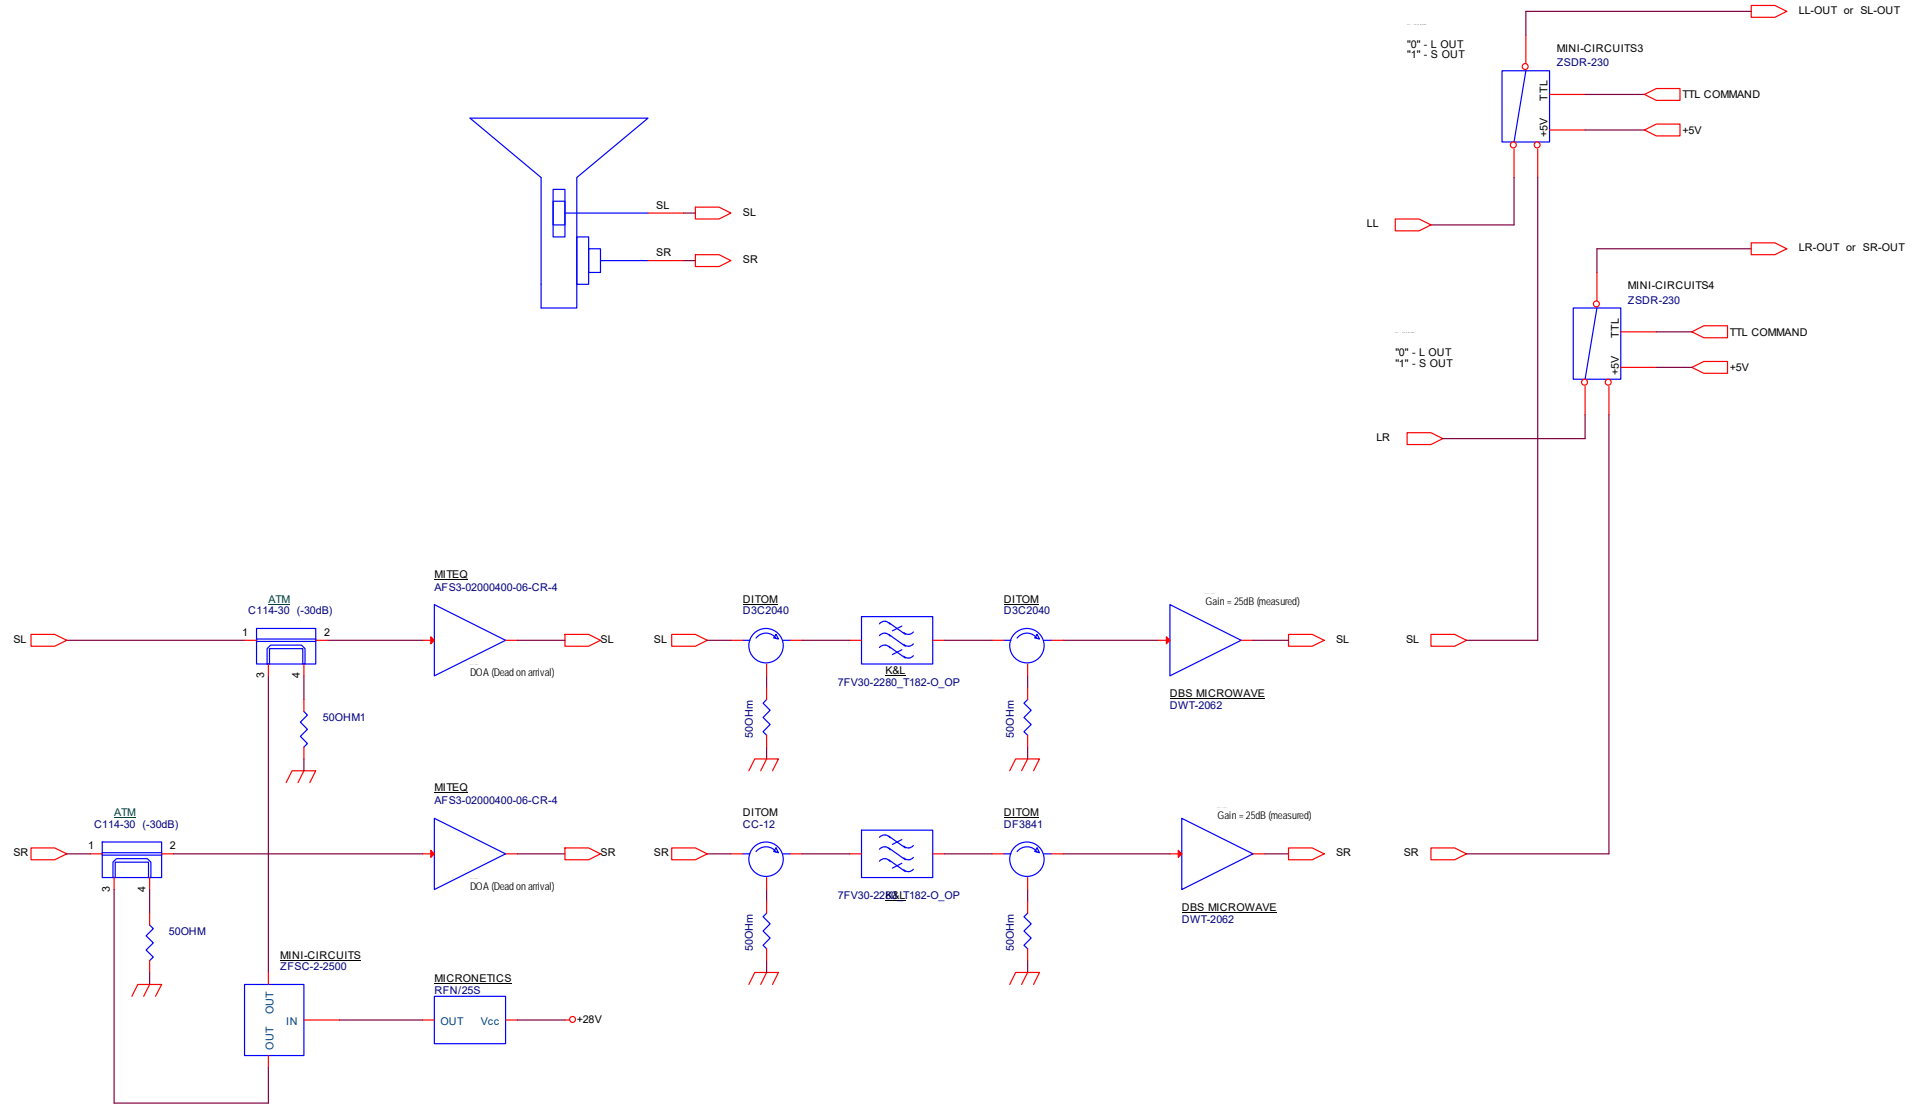 LL-OUT or SL-OUT
"0" - L OUT
"1" - S OUT
MINI-CIRCUITS3
ZSDR-230
TTL
+5V
TTL COMMAND
+5V
SL
SL
SR
SR
LL
LR-OUT or SR-OUT
MINI-CIRCUITS4
ZSDR-230
TTL
+5V
TTL COMMAND
+5V
"0" - L OUT
"1" - S OUT
LR
SL
ATM
C114-30 (-30dB)
1
2
3
4
50OHM1
MITEQ
AFS3-02000400-06-CR-4
DOA (Dead on arrival)
SL
SL
DITOM
D3C2040
50OHm
K&L
7FV30-2280_T182-O_OP
DITOM
D3C2040
50OHm
Gain = 25dB (measured)
DBS MICROWAVE
DWT-2062
SL
SL
SR
ATM
C114-30 (-30dB)
1
2
3
4
50OHM
MITEQ
AFS3-02000400-06-CR-4
DOA (Dead on arrival)
SR
SR
DITOM
CC-12
50OHm
K&L
7FV30-2280_T182-O_OP
DITOM
DF3841
50OHm
Gain = 25dB (measured)
DBS MICROWAVE
DWT-2062
SR
SR
MINI-CIRCUITS
ZFSC-2-2500
OUT
OUT
IN
MICRONETICS
RFN/25S
OUT
Vcc
+28V